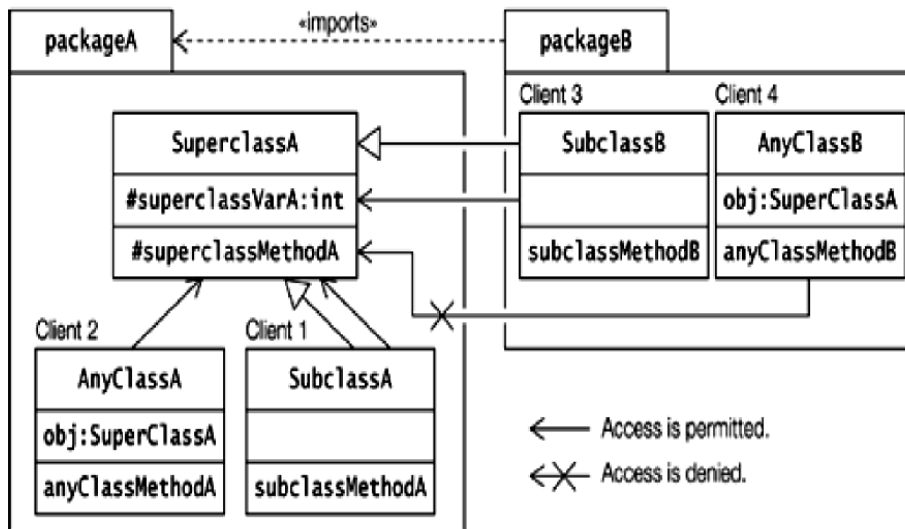 packageA
«imports»
packageB
Client 3
Client 4
SuperclassA
#superclassVarA:int
#superclassMethodA
SubclassB
subclassMethodB
AnyClassB
obj:SuperClassA
anyClassMethodB
Client 2
Client 1
AnyClassA
obj:SuperClassA
anyClassMethodA
SubclassA
subclassMethodA
Access is permitted.
Access is denied.